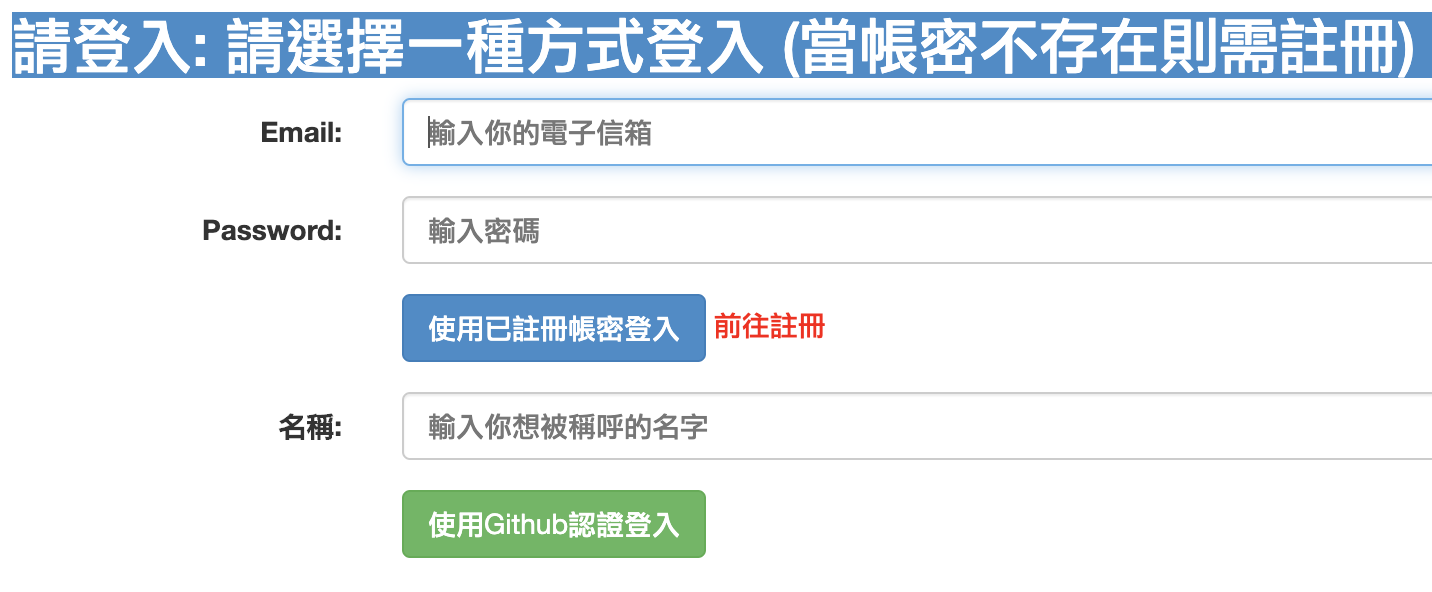 請登入: 請選擇一種方式登入 (當帳密不存在則需註冊)
Email:
輸入你的電子信箱
Password:
輸入密碼
使用已註冊帳密登入 前往註冊
名稱:
輸入你想被稱呼的名字
使用Github認證登入